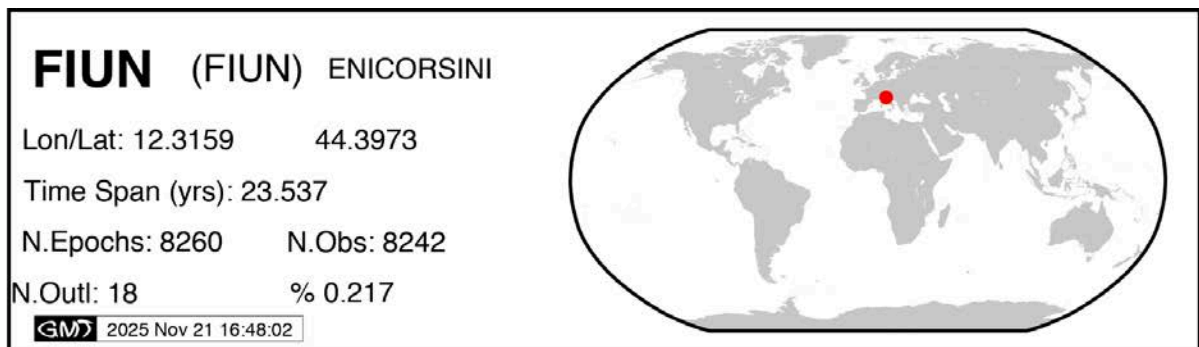 FIUN (FIUN) ENICORSINI
Lon/Lat: 12.3159 44.3973
Time Span (yrs): 23.537
N.Epochs: 8260 N.Obs: 8242
N.Outl: 18 % 0.217
GMT 2025 Nov 21 16:48:02